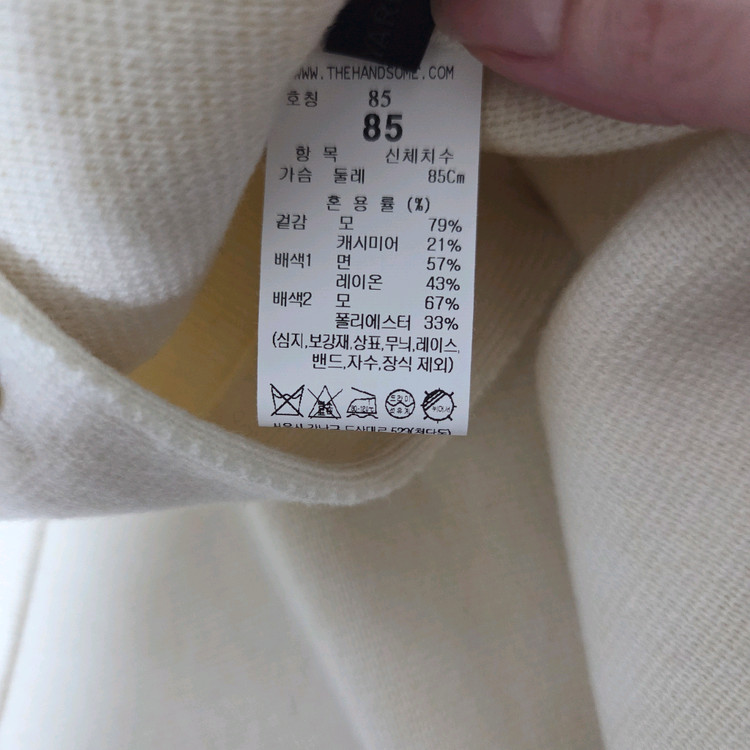 WWW.THEHANDSOME.COM
호칭 85
85
항 목 신체치수
가슴 둘레 85Cm
혼 용 률 (%)
겉감 모 79%
캐시미어 21%
배색1 면 57%
레이온 43%
배색2 모 67%
폴리에스터 33%
(심지,보강재,상표,무늬,레이스,
밴드,자수,장식 제외)